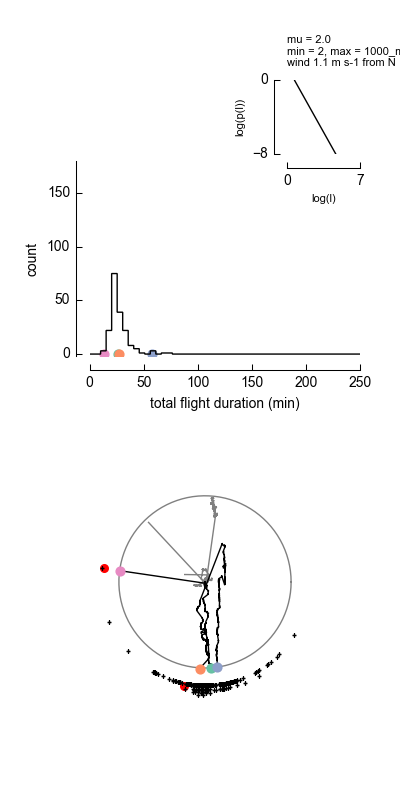 mu = 2.0
min = 2, max = 1000_m
wind 1.1 m s-1 from N
0
log(p(l))
−8
0
7
log(l)
150
100
50
0
count
0
50
100
150
200
250
total flight duration (min)